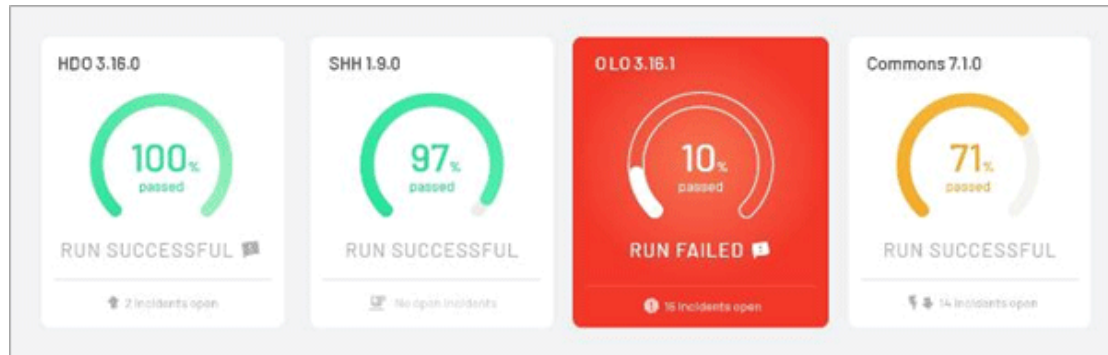 HDO 3.16.0
100%
passed
RUN SUCCESSFUL
2 incidents open
SHH 1.9.0
97%
passed
RUN SUCCESSFUL
No open incidents
OLO 3.16.1
10%
passed
RUN FAILED
16 incidents open
Commons 7.1.0
71%
passed
RUN SUCCESSFUL
14 incidents open